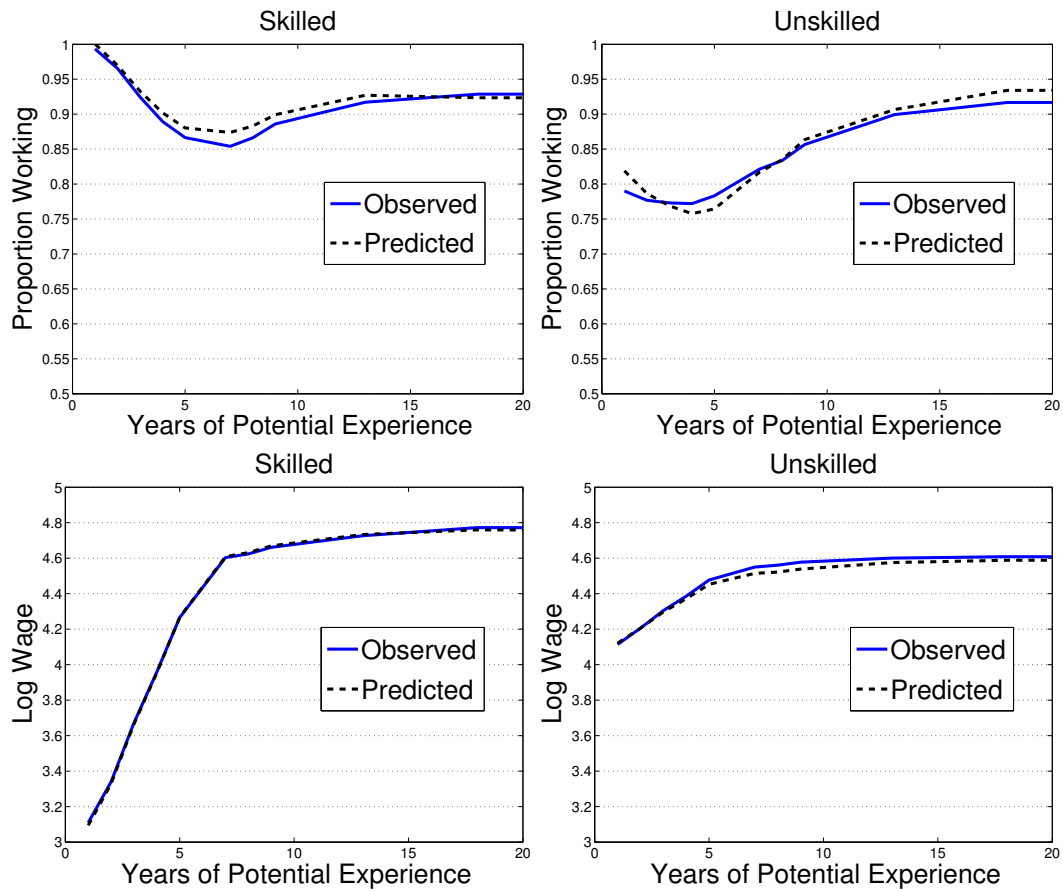 Skilled
Proportion Working
1
0.95
0.9
0.85
0.8
0.75
0.7
0.65
0.6
0.55
0.5
Observed
Predicted
0 5 10 15 20
Years of Potential Experience
Unskilled
Proportion Working
1
0.95
0.9
0.85
0.8
0.75
0.7
0.65
0.6
0.55
0.5
Observed
Predicted
0 5 10 15 20
Years of Potential Experience
Skilled
Log Wage
5
4.8
4.6
4.4
4.2
4
3.8
3.6
3.4
3.2
3
Observed
Predicted
0 5 10 15 20
Years of Potential Experience
Unskilled
Log Wage
5
4.8
4.6
4.4
4.2
4
3.8
3.6
3.4
3.2
3
Observed
Predicted
0 5 10 15 20
Years of Potential Experience